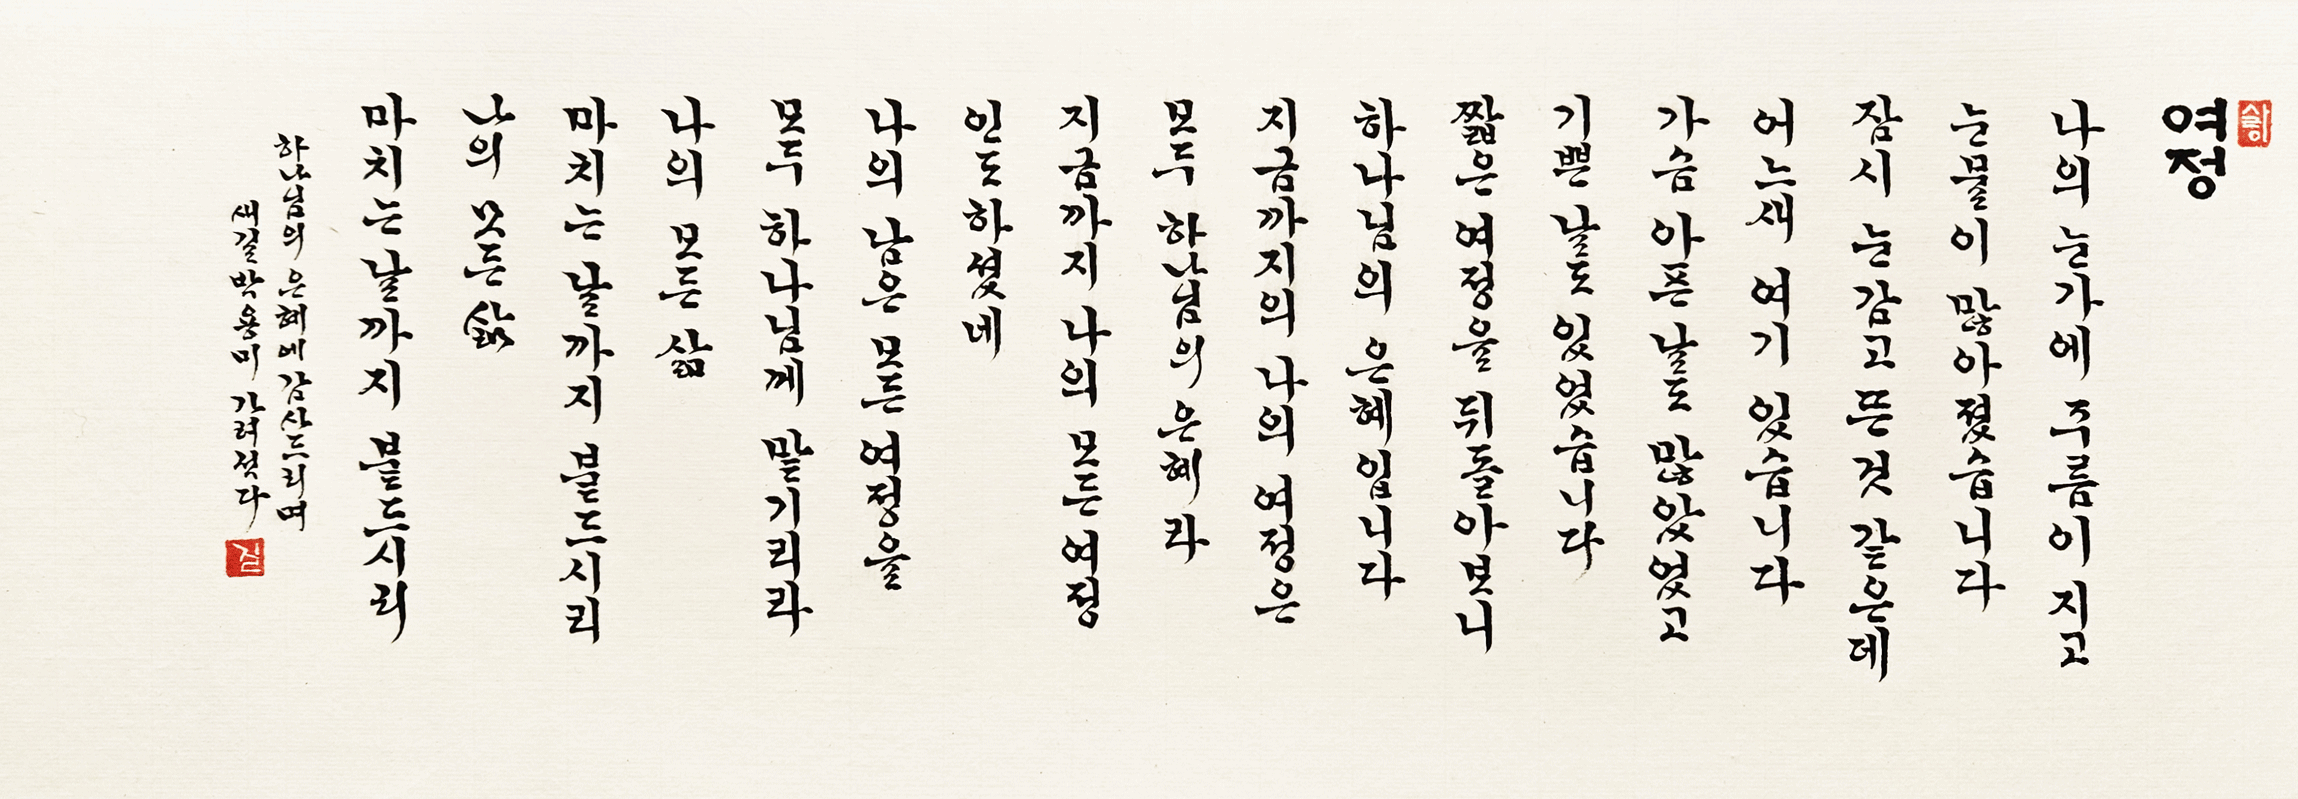 여정
나의 눈가에 주름이 지고
눈물이 많아졌습니다
잠시 눈 감고 뜬 것 같은데
어느새 여기 있습니다
가슴 아픈 날도 많았었고
기쁜 날도 있었습니다
짧은 여정을 뒤돌아보니
하나님의 은혜입니다
지금까지의 나의 여정은
모두 하나님의 은혜라
지금까지 나의 모든 여정
인도하셨네
나의 남은 모든 여정을
모두 하나님께 맡기리라
나의 모든 삶
마치는 날까지 붙드시리
나의 모든 삶
마치는 날까지 붙드시리
하나님의 은혜에 감사드리며
새결 박용미 가려썼다